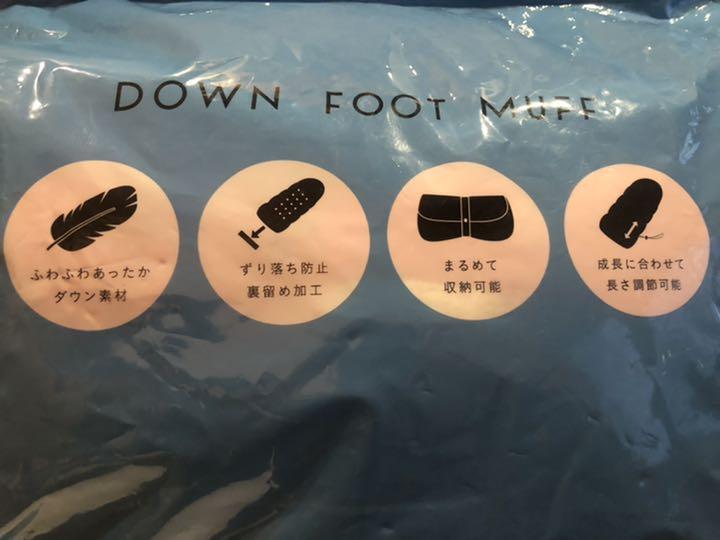 DOWN FOOT MUFF
ふわふわあったか
ダウン素材
ずり落ち防止
裏留め加工
まるめて
収納可能
成長に合わせて
長さ調節可能